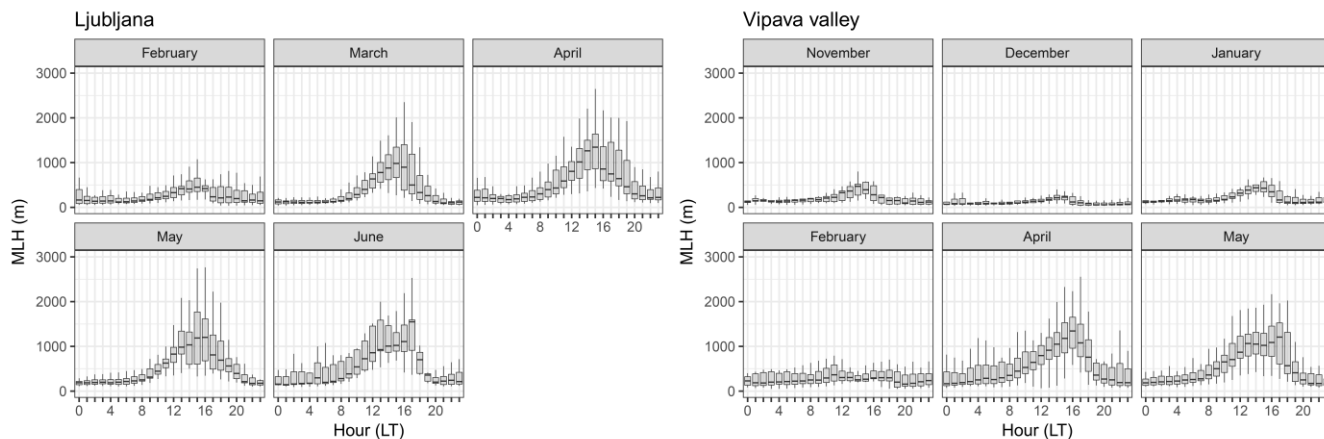 Ljubljana
February March April
3000
2000
1000
0
0 4 8 12 16 20
May June
3000
2000
1000
0
0 4 8 12 16 20 0 4 8 12 16 20
MLH (m)
Hour (LT)
Vipava valley
November December January
3000
2000
1000
0
February April May
3000
2000
1000
0
0 4 8 12 16 20 0 4 8 12 16 20 0 4 8 12 16 20
MLH (m)
Hour (LT)